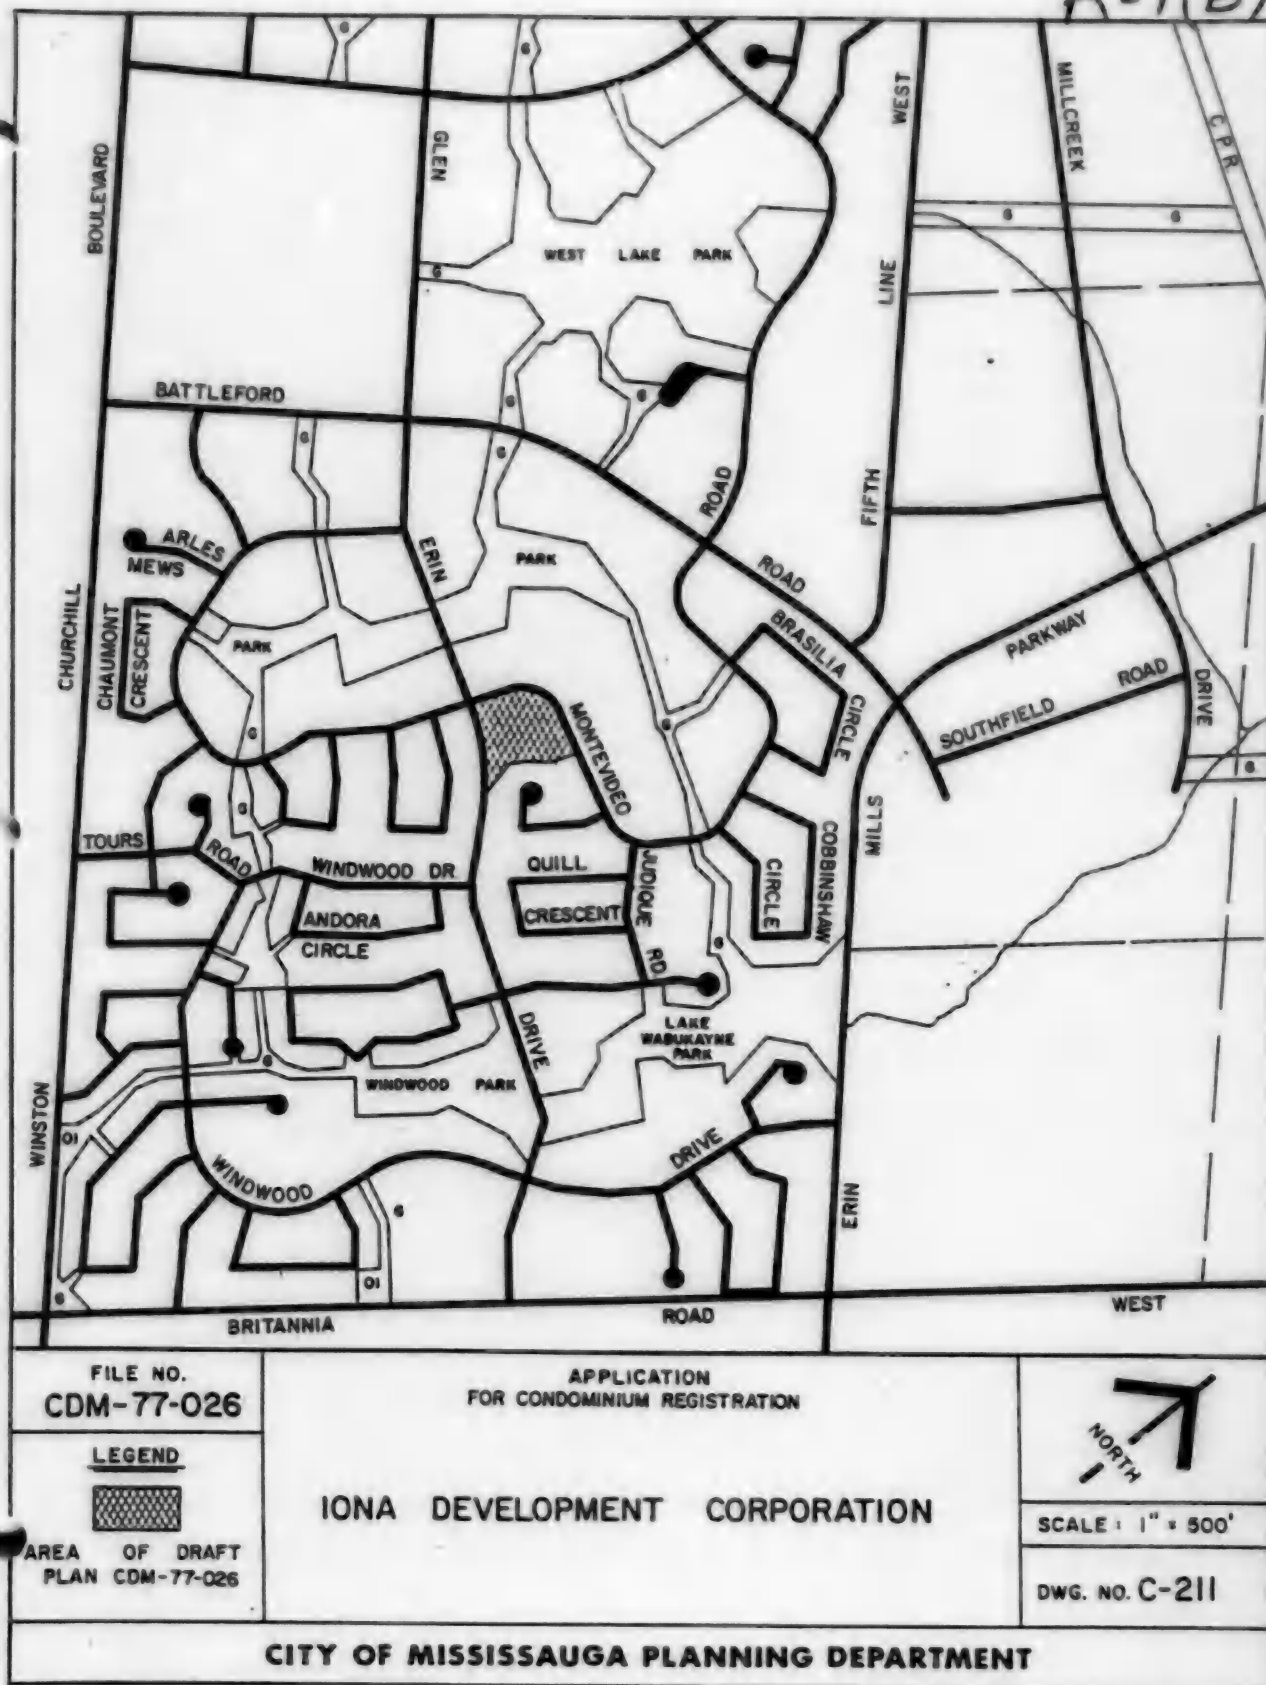 WEST
MILLCREEK
C P R
G
G
GLEN
BOULEVARD
G
G
WEST LAKE PARK
G
LINE
BATTLEFORD
G
G
G
G
ROAD
FIFTH
ARLES
MEWS
ERIN
PARK
ROAD
BRASILIA
CIRCLE
PARKWAY
CHURCHILL
CHAUMONT
CRESCENT
PARK
SOUTHFIELD ROAD
DRIVE
G
MONTEVIDEO
G
G
G
MILLS
TOURS
ROAD
WINDWOOD DR.
QUILL
CRESCENT
JUDIQUE
RD.
CIRCLE
COBBINSHAW
ANDORA
CIRCLE
G
LAKE
WABUKAYNE
PARK
DRIVE
G
WINDWOOD PARK
WINSTON
OI
WINDWOOD
DRIVE
ERIN
G
OI
G
BRITANNIA
ROAD
WEST
FILE NO.
CDM-77-026
LEGEND
AREA OF DRAFT
PLAN CDM-77-026
APPLICATION
FOR CONDOMINIUM REGISTRATION
IONA DEVELOPMENT CORPORATION
NORTH
SCALE: 1" = 500'
DWG. NO. C-211
CITY OF MISSISSAUGA PLANNING DEPARTMENT